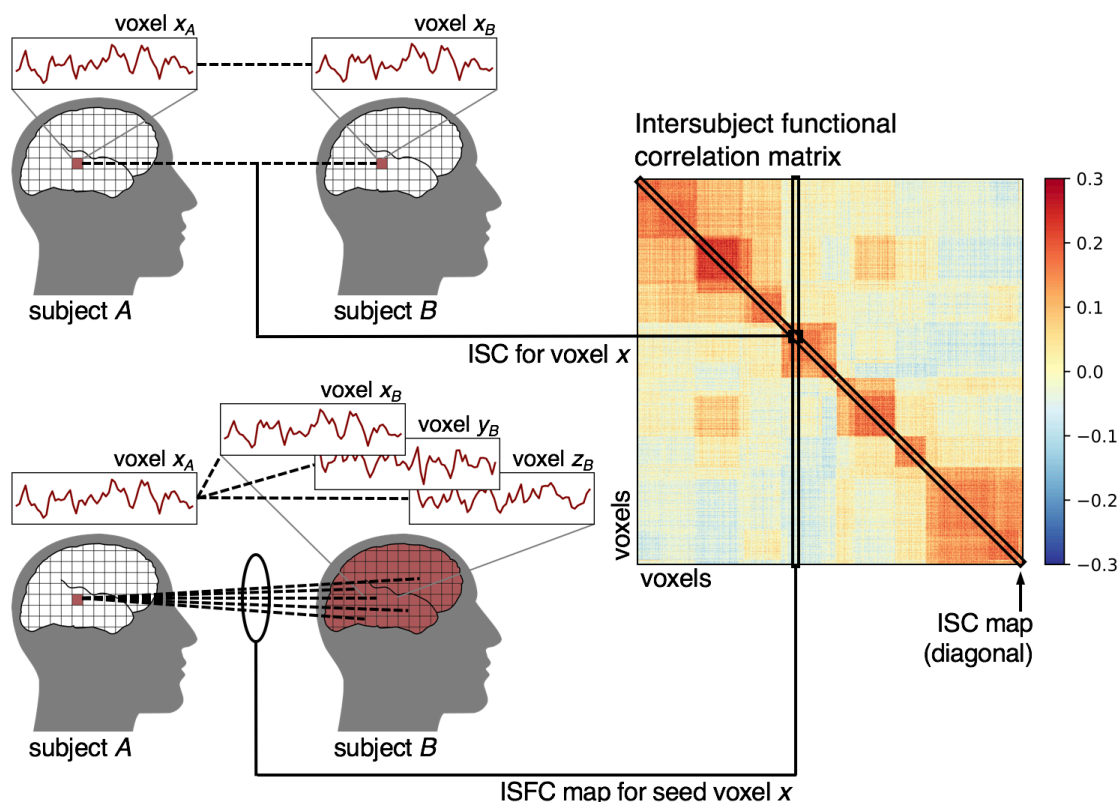 voxel xA
voxel xB
subject A
subject B
ISC for voxel x
voxel xB
voxel yB
voxel xA
voxel zB
subject A
subject B
ISFC map for seed voxel x
Intersubject functional
correlation matrix
voxels
voxels
ISC map
(diagonal)
0.3
0.2
0.1
0.0
−0.1
−0.2
−0.3